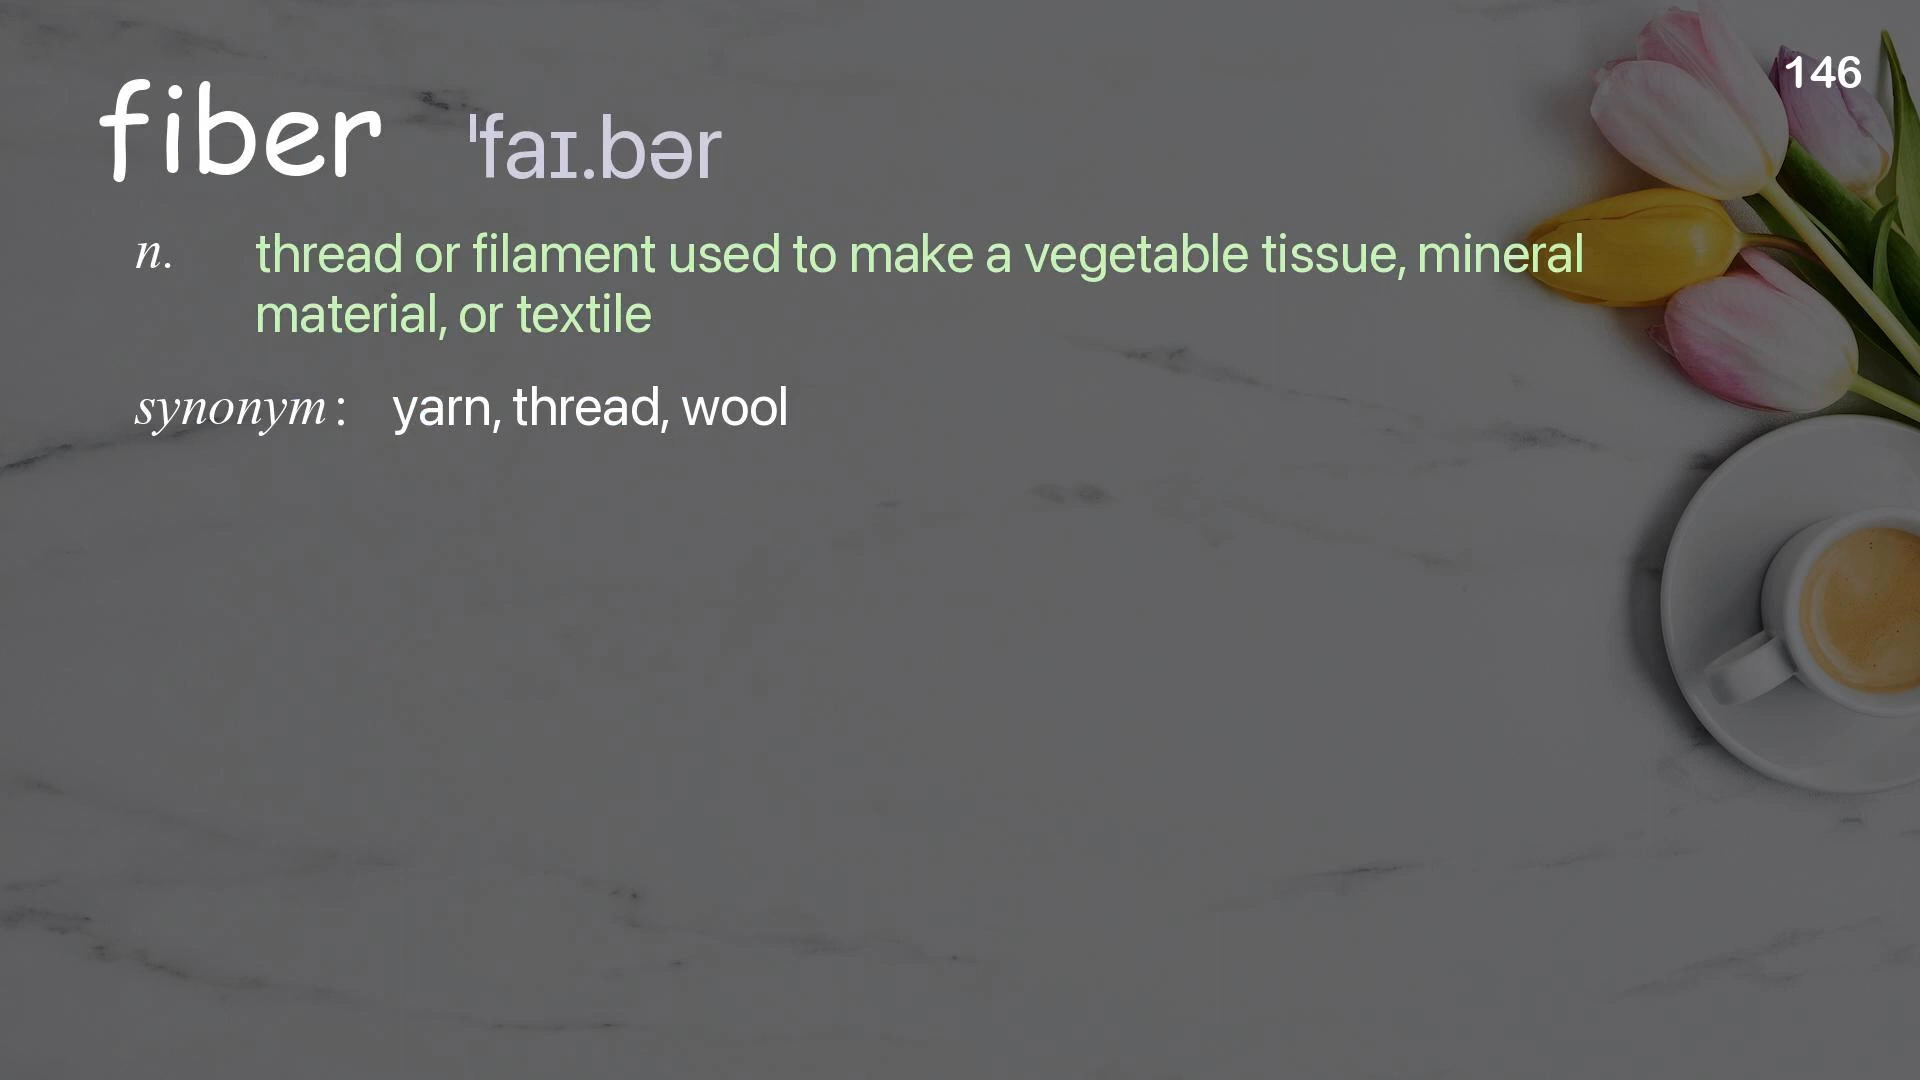 146
fiber ˈfaɪ.bər
n. thread or filament used to make a vegetable tissue, mineral
material, or textile
synonym: yarn, thread, wool